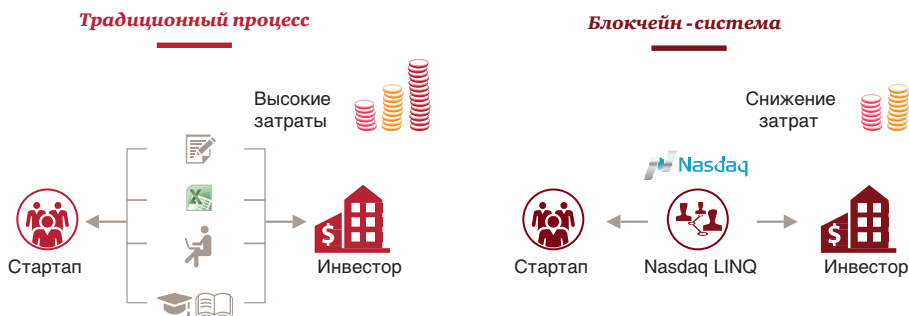 Традиционный процесс
Высокие
затраты
Стартап
Инвестор
Блокчейн - система
Снижение
затрат
Nasdaq
Стартап
Nasdaq LINQ
Инвестор